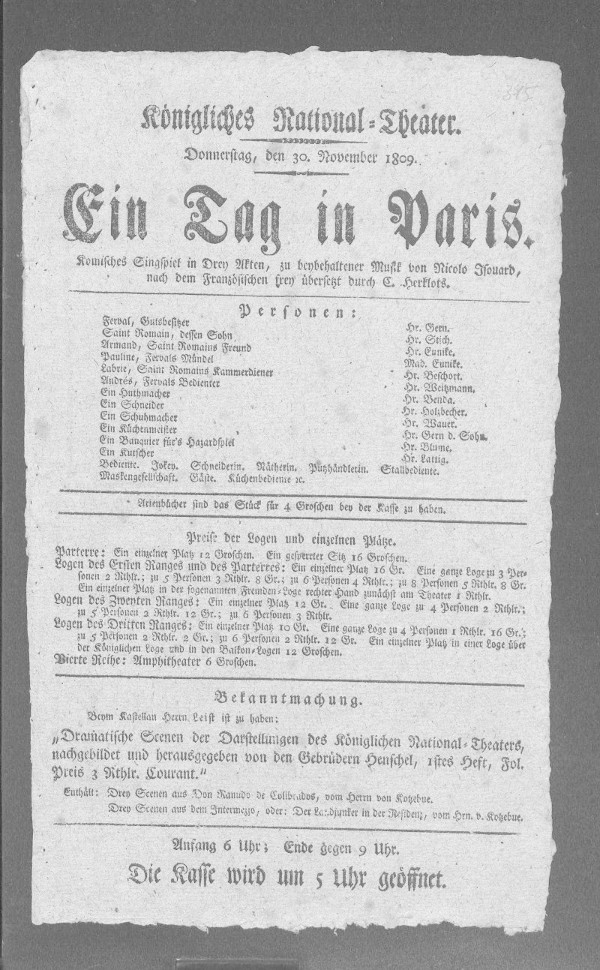 Königliches National-Theater.
Donnerstag, den 30. November 1809.
Ein Tag in Paris.
Komisches Singspiel in Drey Akten, zu beybehaltener Musik von Nicolo Isouard,
nach dem Französischen frey übersetzt durch C. Herklots.
Personen:
Ferval, Gutsbesitzer Hr. Gern.
Saint Romain, dessen Sohn Hr. Stich.
Armand, Saint Romains Freund Hr. Eunike.
Pauline, Fervals Mündel Mad. Eunike.
Labrie, Saint Romains Kammerdiener Hr. Beschort.
Andrés, Fervals Bedienter Hr. Weitzmann.
Ein Huthmacher Hr. Benda.
Ein Schneider Hr. Holzbecher.
Ein Schuhmacher Hr. Wauer.
Ein Küchenmeister Hr. Gern d. Sohn.
Ein Banquier für's Hazardspiel Hr. Blume.
Ein Kutscher Hr. Lattig.
Bediente. Jokey. Schneiderin. Nätherin. Putzhändlerin. Stallbediente.
Maskengesellschaft. Gäste. Küchenbediente ꝛc.
Arienbücher sind das Stück für 4 Groschen bey der Kasse zu haben.
Preise der Logen und einzelnen Plätze.
Parterre: Ein einzelner Platz 12 Groschen. Ein gesperrter Sitz 16 Groschen.
Logen des Ersten Ranges und des Parterres: Ein einzelner Platz 16 Gr. Eine ganze Loge zu 3 Per-
sonen 2 Rthlr.; zu 5 Personen 3 Rthlr. 8 Gr.; zu 6 Personen 4 Rthlr.; zu 8 Personen 5 Rthlr. 8 Gr.
Ein einzelner Platz in der sogenannten Fremden-Loge rechter Hand zunächst am Theater 1 Rthlr.
Logen des Zweyten Ranges: Ein einzelner Platz 12 Gr. Eine ganze Loge zu 4 Personen 2 Rthlr.;
zu 5 Personen 2 Rthlr. 12 Gr.; zu 6 Personen 3 Rthlr.
Logen des Dritten Ranges: Ein einzelner Platz 10 Gr. Eine ganze Loge zu 4 Personen 1 Rthlr. 16 Gr.;
zu 5 Personen 2 Rthlr. 2 Gr.; zu 6 Personen 2 Rthlr. 12 Gr. Ein einzelner Platz in einer Loge über
der Königlichen Loge und in den Balkon-Logen 12 Groschen.
Vierte Reihe: Amphitheater 6 Groschen.
Bekanntmachung.
Beym Kastellan Herrn Leist ist zu haben:
„Dramatische Scenen der Darstellungen des Königlichen National-Theaters,
nachgebildet und herausgegeben von den Gebrüdern Henschel, 1stes Heft, Fol.
Preis 3 Rthlr. Courant.“
Enthält: Drey Scenen aus Don Ranudo de Colibrados, vom Herrn von Kotzebue.
Drey Scenen aus dem Intermezzo, oder: Der Landjunker in der Residenz, vom Hrn. v. Kotzebue.
Anfang 6 Uhr; Ende gegen 9 Uhr.
Die Kasse wird um 5 Uhr geöffnet.